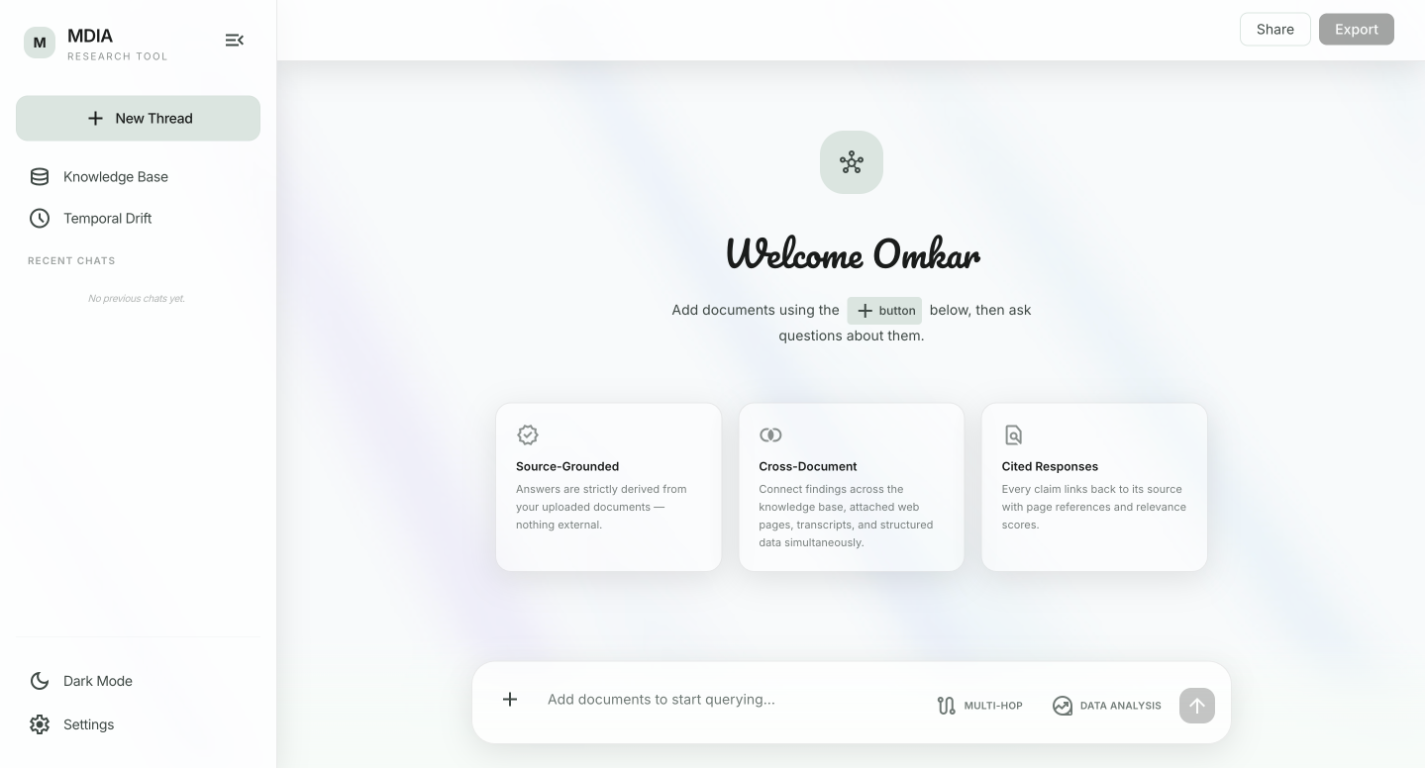 M
MDIA
RESEARCH TOOL
New Thread
Knowledge Base
Temporal Drift
RECENT CHATS
No previous chats yet.
Dark Mode
Settings
Share
Export
Welcome Omkar
Add documents using the + button below, then ask
questions about them.
Source-Grounded
Answers are strictly derived from
your uploaded documents —
nothing external.
Cross-Document
Connect findings across the
knowledge base, attached web
pages, transcripts, and structured
data simultaneously.
Cited Responses
Every claim links back to its source
with page references and relevance
scores.
Add documents to start querying...
MULTI-HOP
DATA ANALYSIS